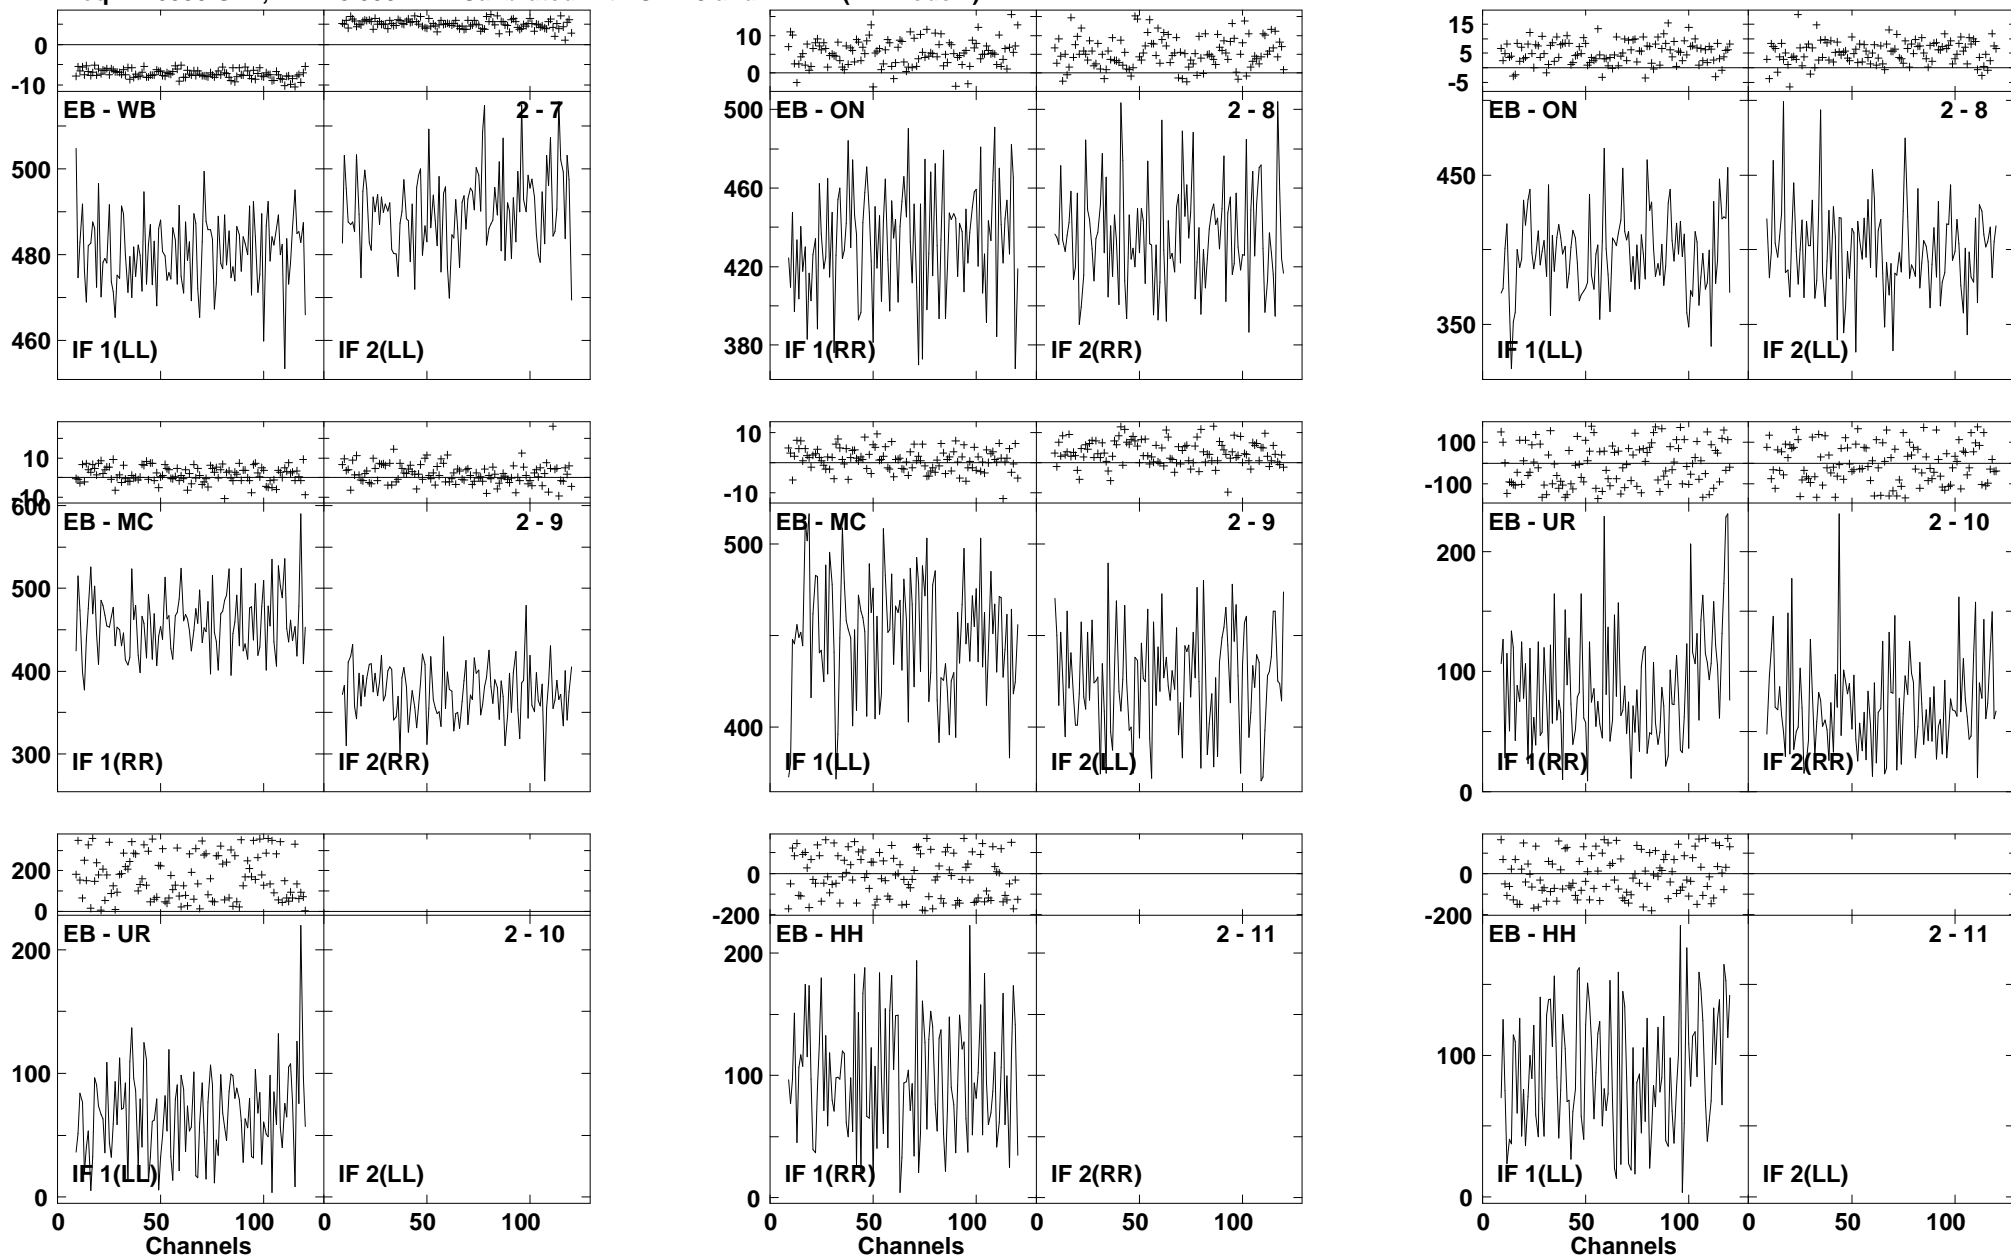 0
-10
EB - WB
2 - 7
500
480
460
IF 1(LL)
IF 2(LL)
10
0
EB - ON
2 - 8
500
460
420
380
IF 1(RR)
IF 2(RR)
15
5
-5
EB - ON
2 - 8
450
350
IF 1(LL)
IF 2(LL)
10
-10
EB - MC
2 - 9
600
500
400
300
IF 1(RR)
IF 2(RR)
10
-10
EB - MC
2 - 9
500
400
IF 1(LL)
IF 2(LL)
100
-100
EB - UR
2 - 10
200
100
0
IF 1(RR)
IF 2(RR)
200
0
EB - UR
2 - 10
200
100
0
IF 1(LL)
IF 2(LL)
0 50 100 0 50 100
Channels
0
-200
EB - HH
2 - 11
200
100
0
IF 1(RR)
IF 2(RR)
0 50 100 0 50 100
Channels
0
-200
EB - HH
2 - 11
100
0
IF 1(LL)
IF 2(LL)
0 50 100 0 50 100
Channels